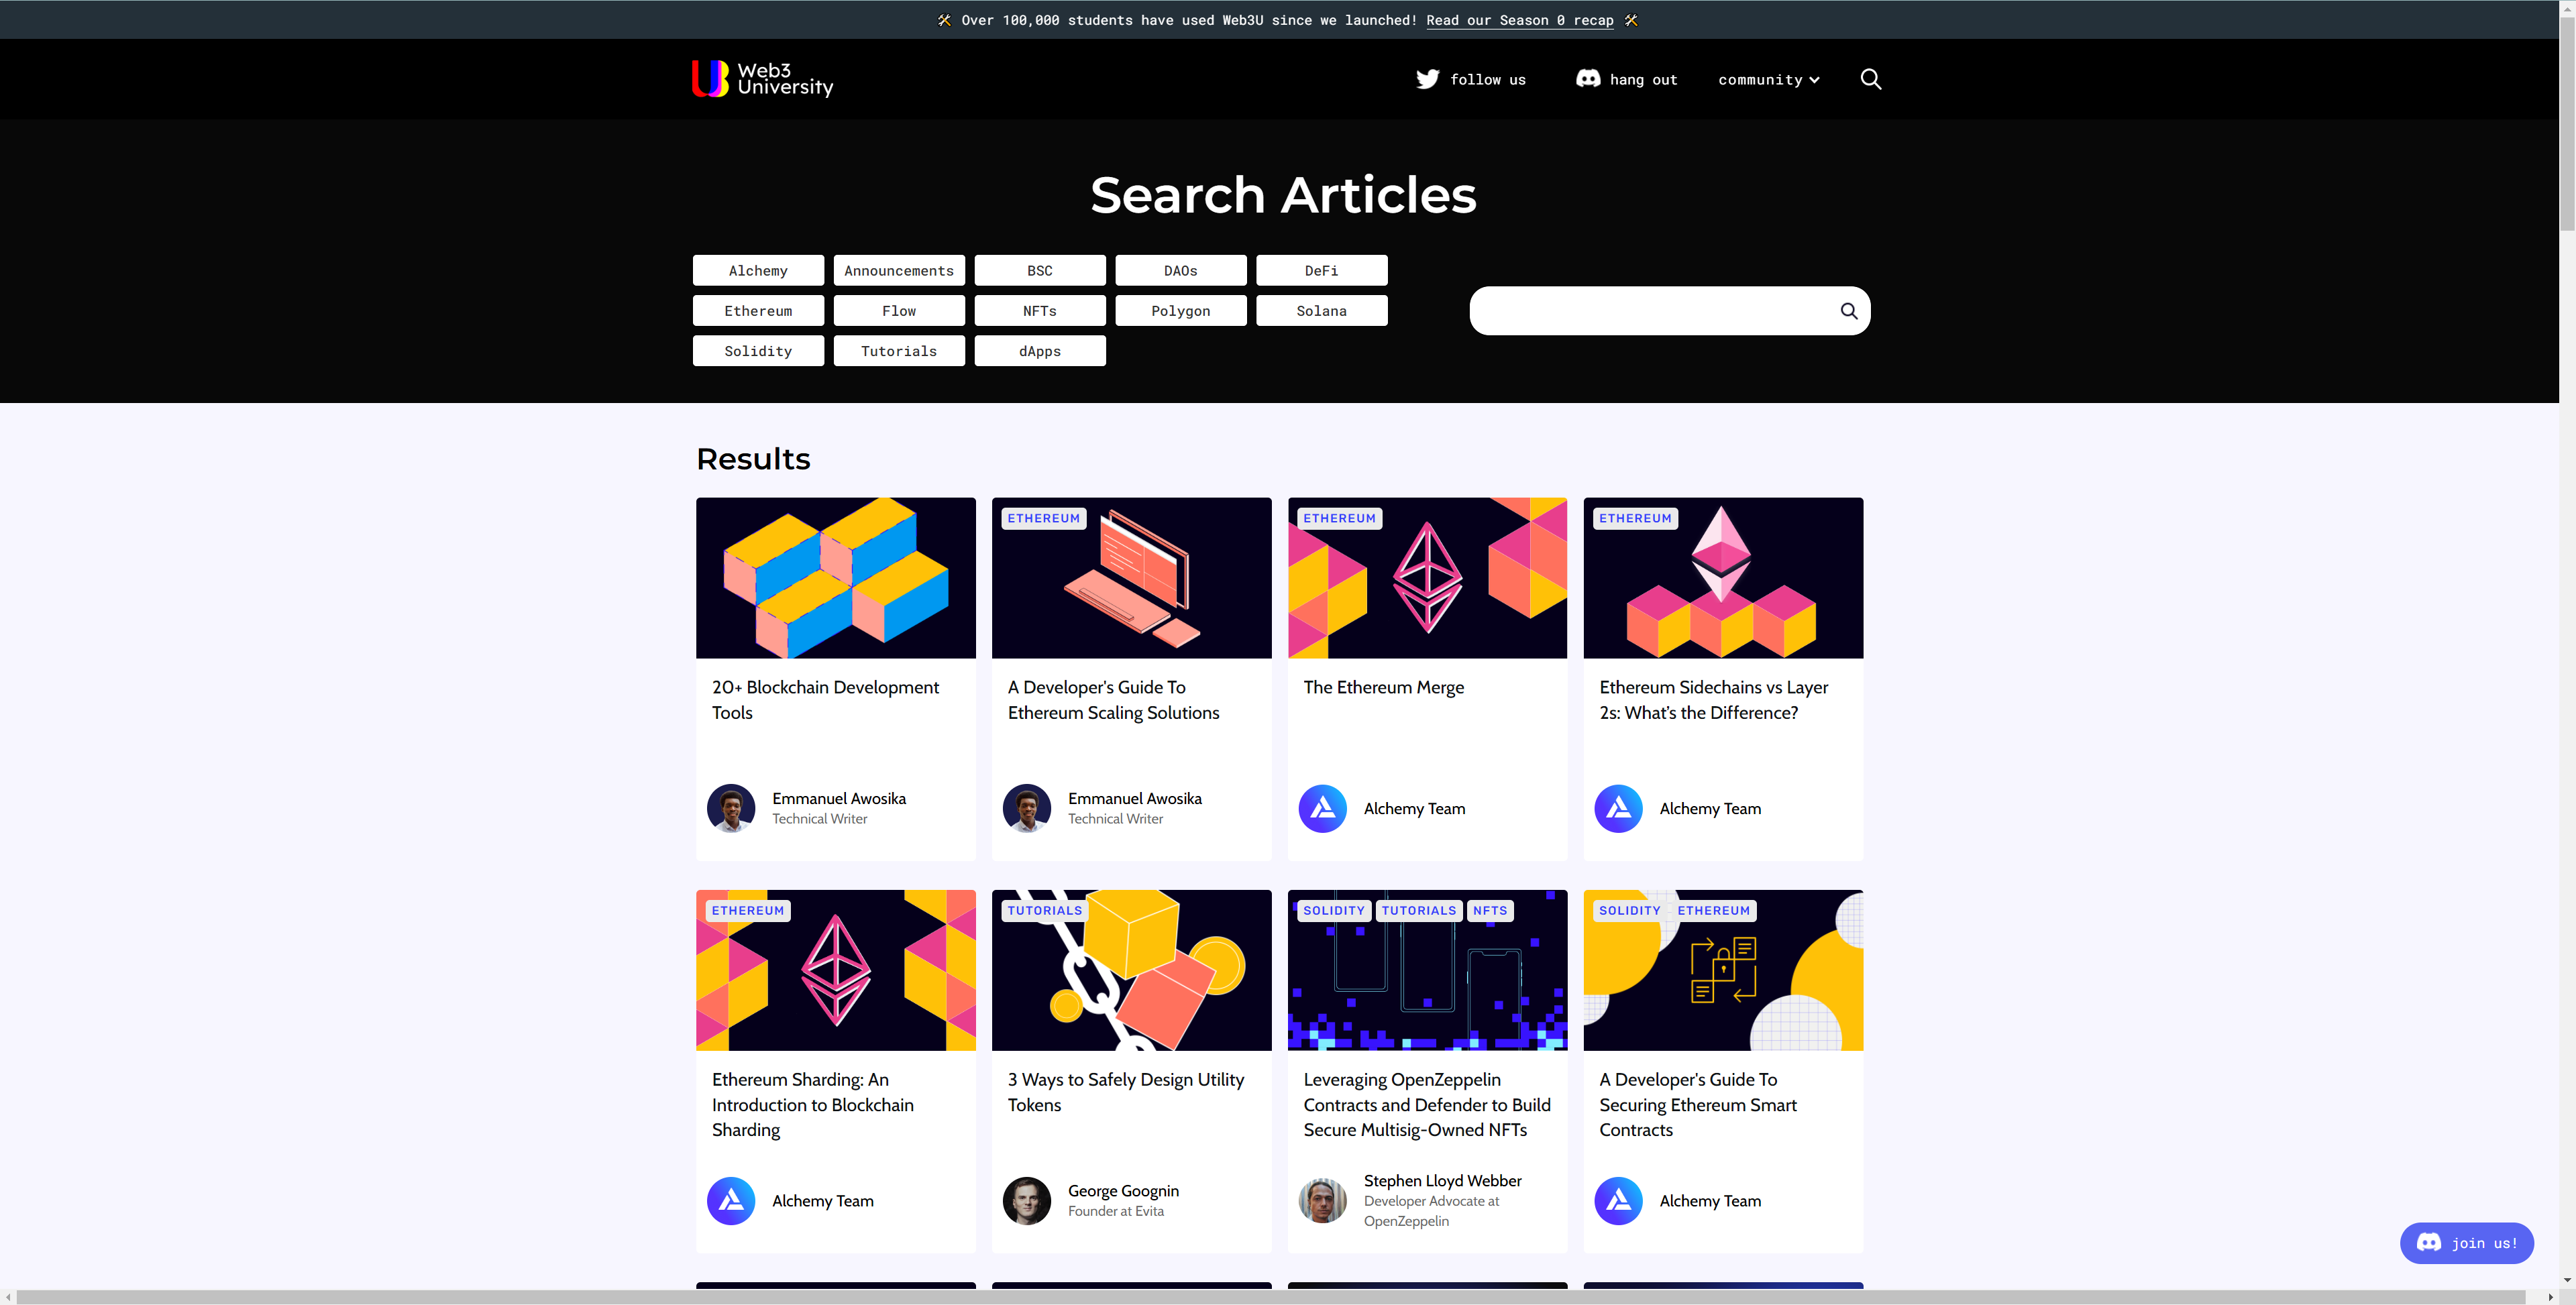 Over 100,000 students have used Web3U since we launched! Read our Season 0 recap
Web3
University
follow us
hang out
community
Search Articles
Alchemy
Announcements
BSC
DAOs
DeFi
Ethereum
Flow
NFTs
Polygon
Solana
Solidity
Tutorials
dApps
Results
20+ Blockchain Development
Tools
Emmanuel Awosika
Technical Writer
ETHEREUM
A Developer's Guide To
Ethereum Scaling Solutions
Emmanuel Awosika
Technical Writer
ETHEREUM
The Ethereum Merge
Alchemy Team
ETHEREUM
Ethereum Sidechains vs Layer
2s: What's the Difference?
Alchemy Team
ETHEREUM
Ethereum Sharding: An
Introduction to Blockchain
Sharding
Alchemy Team
TUTORIALS
3 Ways to Safely Design Utility
Tokens
George Goognin
Founder at Evita
SOLIDITY TUTORIALS NFTS
Leveraging OpenZeppelin
Contracts and Defender to Build
Secure Multisig-Owned NFTs
Stephen Lloyd Webber
Developer Advocate at
OpenZeppelin
SOLIDITY ETHEREUM
A Developer's Guide To
Securing Ethereum Smart
Contracts
Alchemy Team
join us!